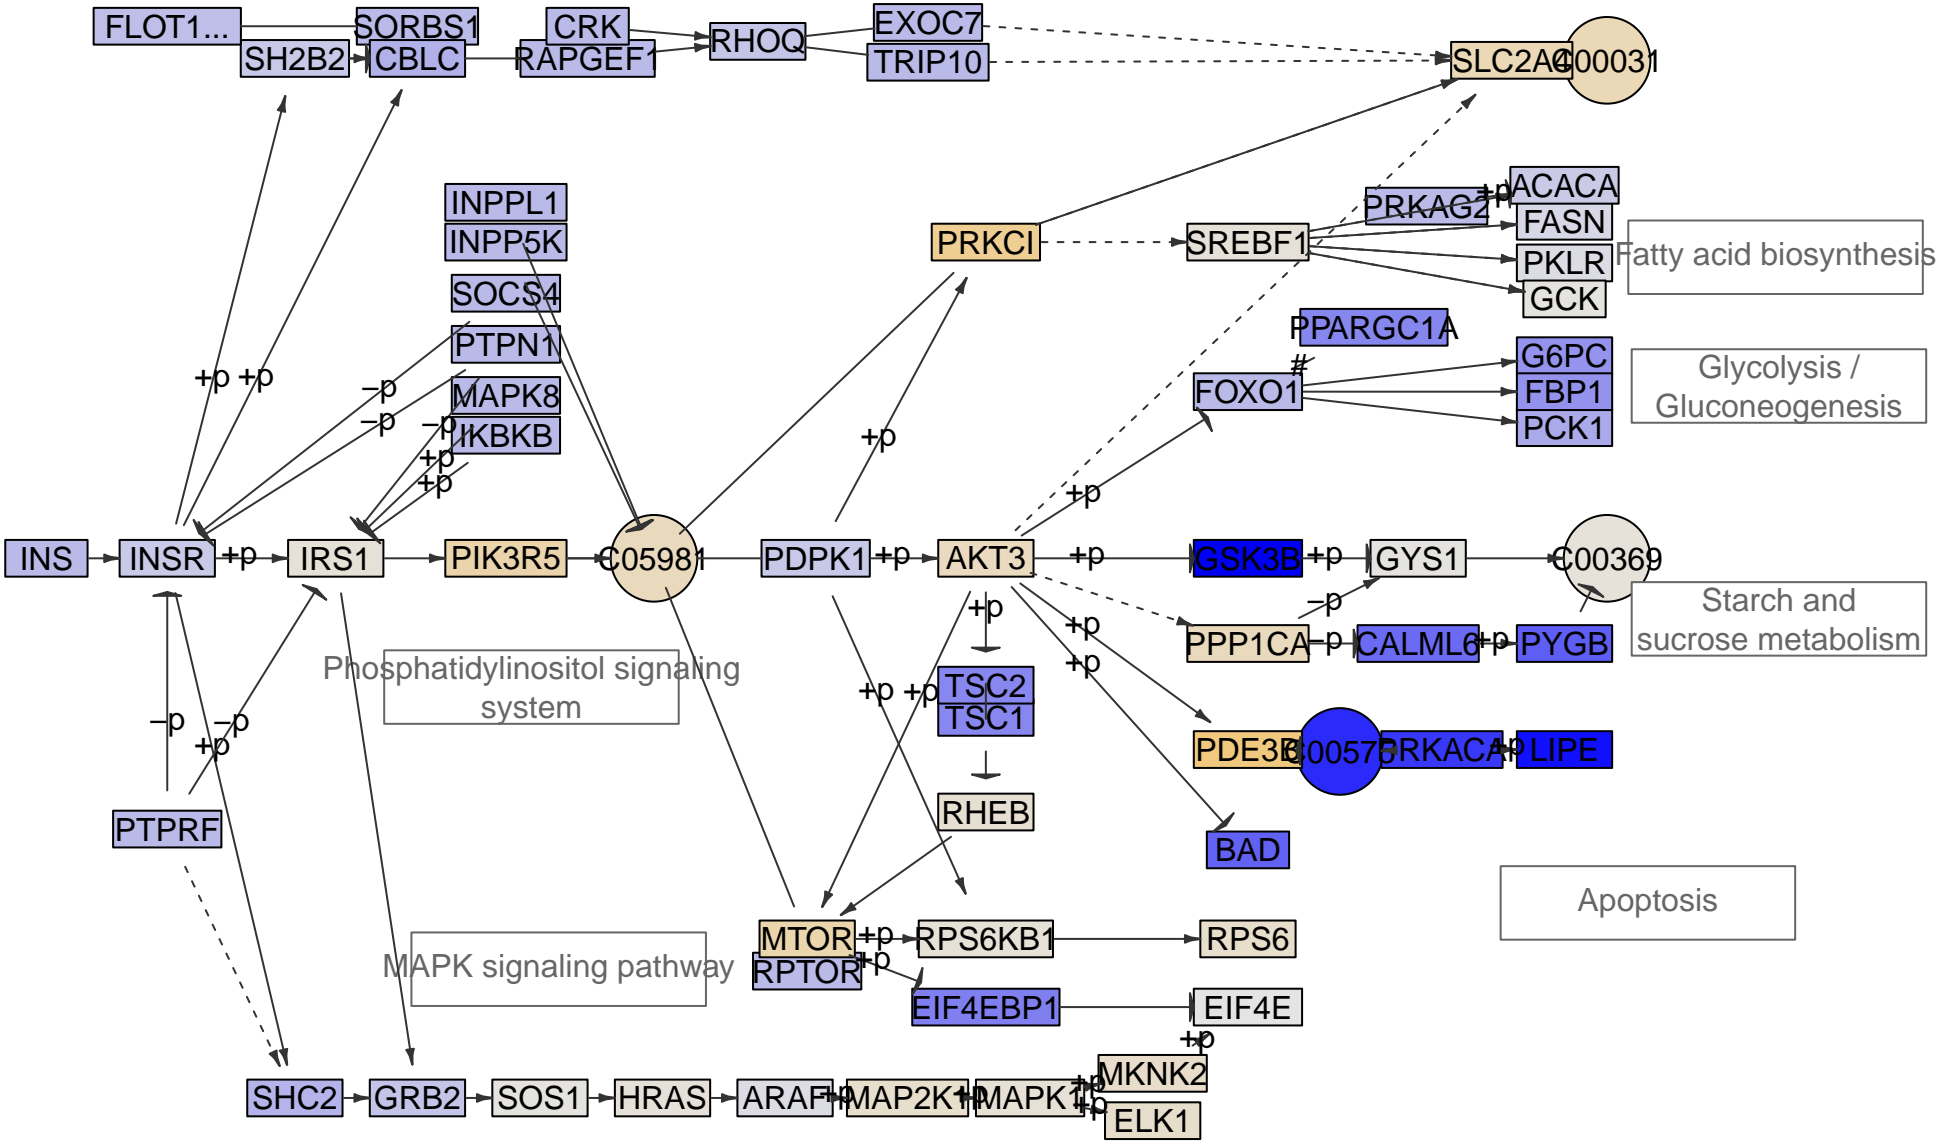 FLOT1...
SORBS1
CRK
RHOQ
EXOC7
SH2B2
CBLC
RAPGEF1
TRIP10
SLC2A4
C00031
INPPL1
INPP5K
SOCS4
PTPN1
MAPK8
IKBKB
PRKCI
SREBF1
PRKAG2
+p
ACACA
FASN
PKLR
GCK
Fatty acid biosynthesis
PPARGC1A
#
FOXO1
G6PC
FBP1
PCK1
Glycolysis /
Gluconeogenesis
+p
+p
−p
−p
−p
+p
+p
+p
+p
INS
INSR
+p
IRS1
PIK3R5
C05981
PDPK1
+p
AKT3
+p
GSK3B
+p
GYS1
C00369
−p
PPP1CA
−p
CALML6
+p
PYGB
Starch and
sucrose metabolism
+p
+p
+p
+p
+p
Phosphatidylinositol signaling
system
TSC2
TSC1
−p
−p
+p
PDE3B
C00575
PRKACA
+p
LIPE
RHEB
PTPRF
BAD
Apoptosis
MTOR
+p
RPS6KB1
RPS6
RPTOR
+p
MAPK signaling pathway
EIF4EBP1
EIF4E
+p
SHC2
GRB2
SOS1
HRAS
ARAF
+p
MAP2K1
+p
MAPK1
+p
+p
MKNK2
ELK1